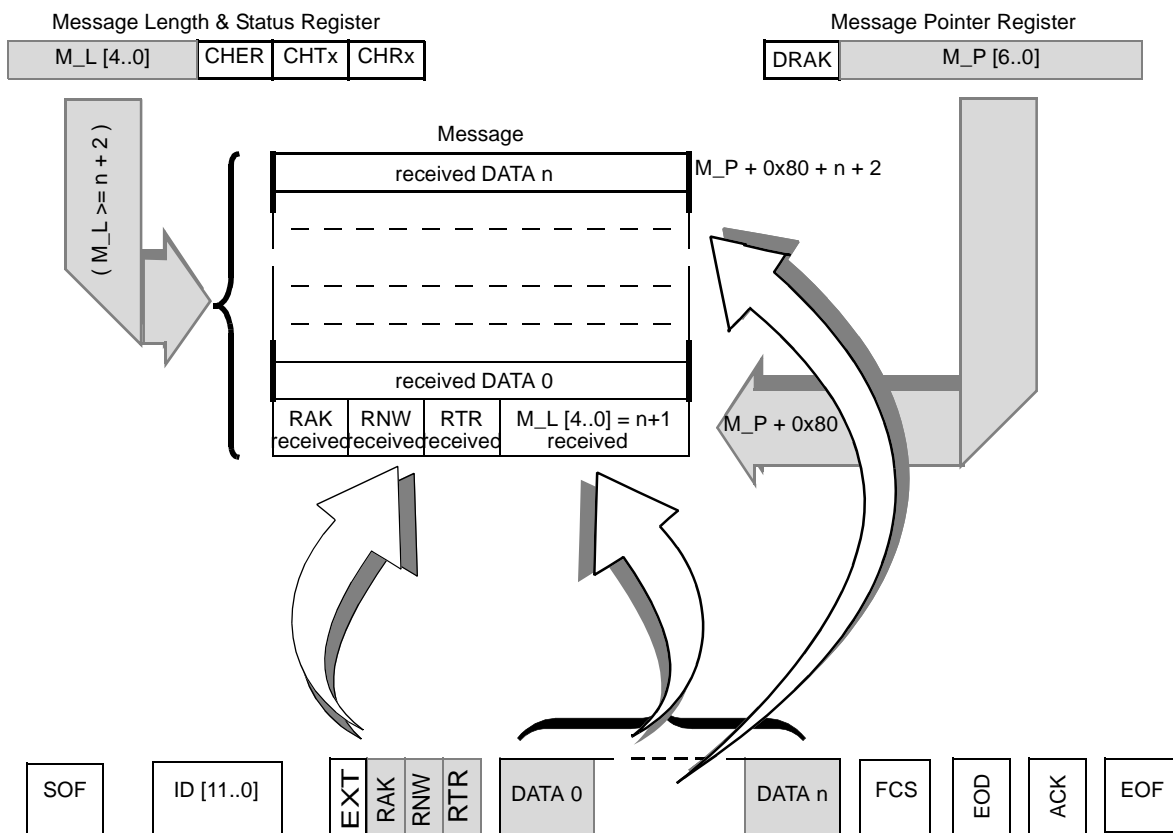 Message Length & Status Register
Message Pointer Register
M_L [4..0] CHER CHTx CHRx
DRAK M_P [6..0]
( M_L >= n + 2 )
Message
received DATA n
M_P + 0x80 + n + 2
received DATA 0
RAK received
RNW received
RTR received
M_L [4..0] = n+1
received
M_P + 0x80
SOF
ID [11..0]
EXT
RAK
RNW
RTR
DATA 0
DATA n
FCS
EOD
ACK
EOF